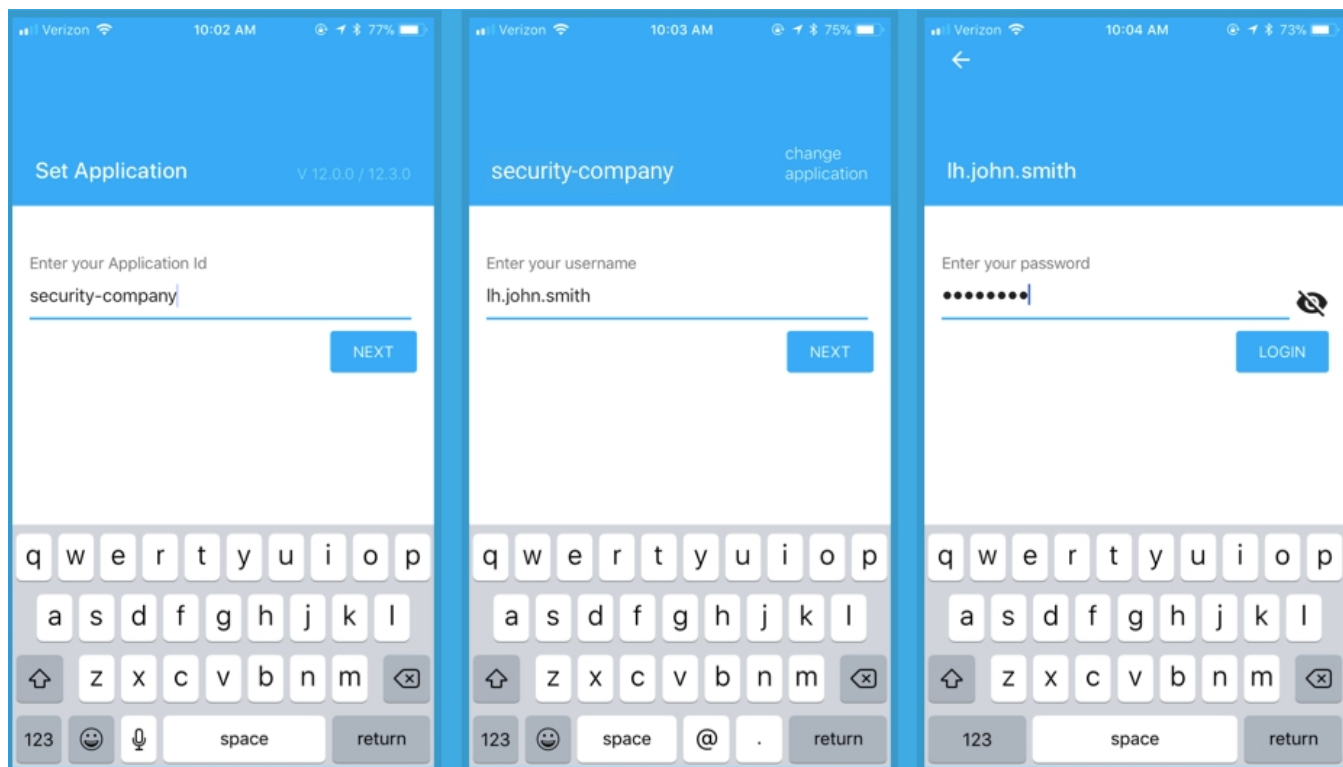 Verizon 10:02 AM 77%
Set Application V 12.0.0 / 12.3.0
Enter your Application Id
security-company
NEXT
q w e r t y u i o p
a s d f g h j k l
z x c v b n m
123 space return
Verizon 10:03 AM 75%
change
security-company application
Enter your username
lh.john.smith
NEXT
q w e r t y u i o p
a s d f g h j k l
z x c v b n m
123 space @ . return
Verizon 10:04 AM 73%
lh.john.smith
Enter your password
••••••••
LOGIN
q w e r t y u i o p
a s d f g h j k l
z x c v b n m
123 space return